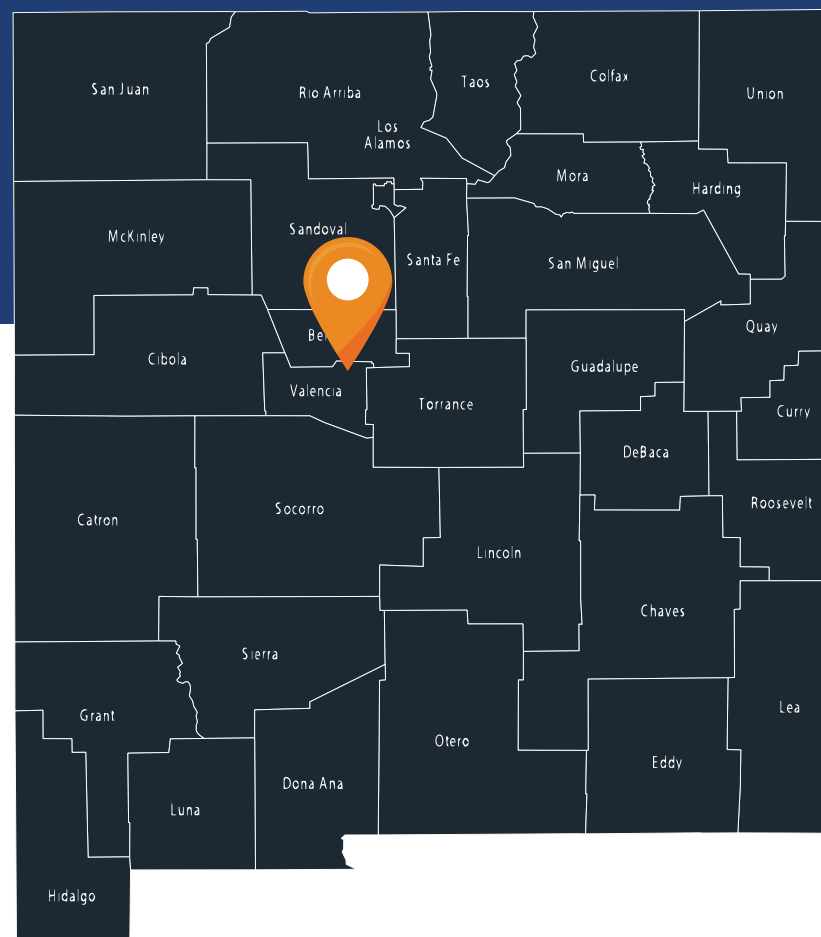 San Juan
Rio Arriba
Taos
Colfax
Union
Los
Alamos
Mora
Harding
McKinley
Sandoval
Santa Fe
San Miguel
Quay
Be
Cibola
Valencia
Guadalupe
Torrance
Curry
DeBaca
Roosevelt
Socorro
Catron
Lincoln
Chaves
Sierra
Grant
Lea
Otero
Eddy
Dona Ana
Luna
Hidalgo